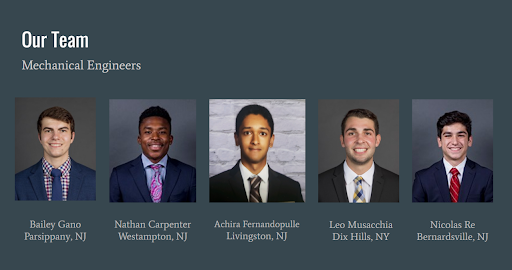 Our Team
Mechanical Engineers
Bailey Gano
Parsippany, NJ
Nathan Carpenter
Westampton, NJ
Achira Fernandopulle
Livingston, NJ
Leo Musacchia
Dix Hills, NY
Nicolas Re
Bernardsville, NJ